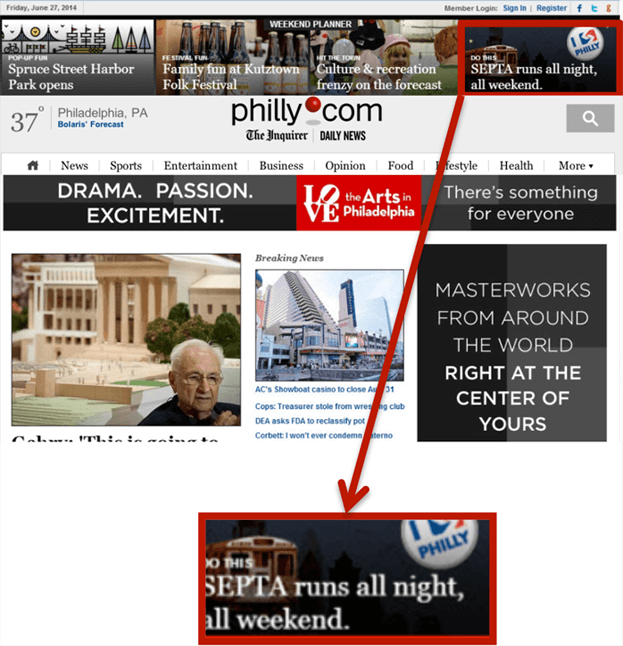 Friday, June 27, 2014
Member Login: Sign In | Register
WEEKEND PLANNER
POP-UP FUN
Spruce Street Harbor
Park opens
FESTIVAL FUN
Family fun at Kutztown
Folk Festival
HIT THE TOWN
Culture & recreation
frenzy on the forecast
DO THIS
SEPTA runs all night,
all weekend.
PHILLY
37°
Philadelphia, PA
Bolaris' Forecast
philly.com
The Inquirer | DAILY NEWS
News Sports Entertainment Business Opinion Food Lifestyle Health More
DRAMA. PASSION.
EXCITEMENT.
LOVE
the Arts in
Philadelphia
There's something
for everyone
Breaking News
AC's Showboat casino to close Aug 31
Cops: Treasurer stole from wrestling club
DEA asks FDA to reclassify pot
Corbett: I won't ever condemn Paterno
Gehry: 'This is going to
MASTERWORKS
FROM AROUND
THE WORLD
RIGHT AT THE
CENTER OF
YOURS
PHILLY
DO THIS
SEPTA runs all night,
all weekend.